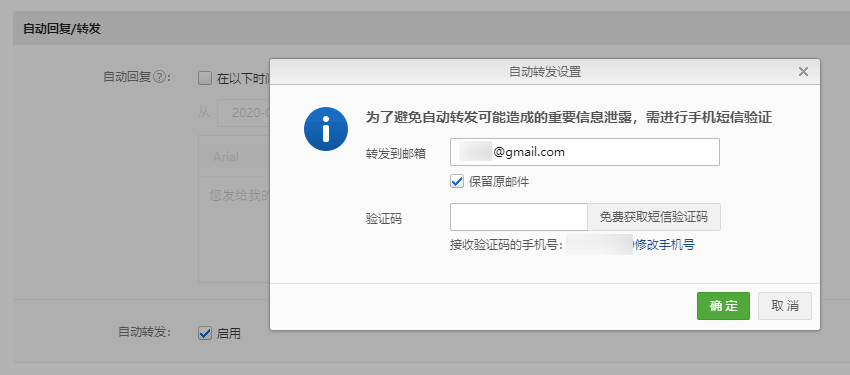 自动回复/转发
自动转发设置
自动回复?：
在以下时间
为了避免自动转发可能造成的重要信息泄露，需进行手机短信验证
从 2020-0
转发到邮箱 @gmail.com
Arial
保留原邮件
您发给我的
验证码 免费获取短信验证码
接收验证码的手机号： 修改手机号
确定 取消
自动转发： 启用